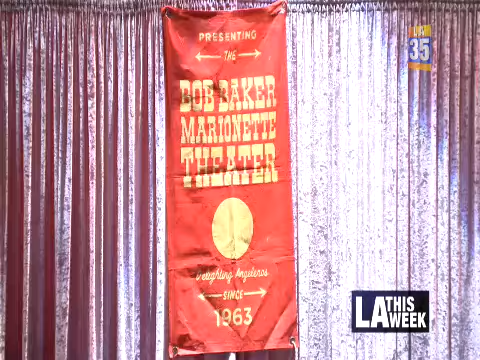 PRESENTING
THE
BOB BAKER
MARIONETTE
THEATER
Delighting Angelenos
SINCE
1963
35
LA THIS
WEEK